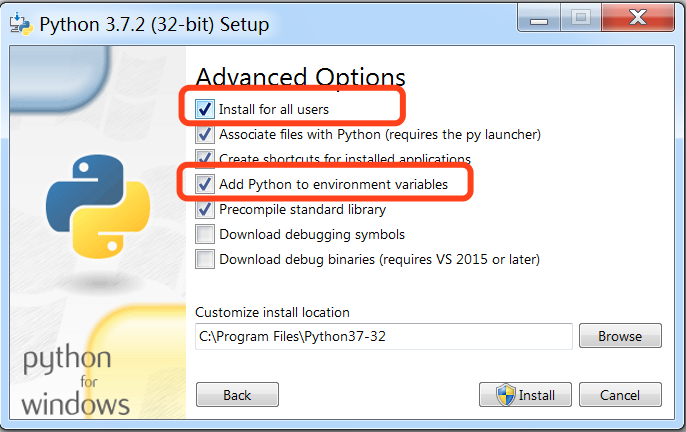 Python 3.7.2 (32-bit) Setup
Advanced Options
Install for all users
Associate files with Python (requires the py launcher)
Create shortcuts for installed applications
Add Python to environment variables
Precompile standard library
Download debugging symbols
Download debug binaries (requires VS 2015 or later)
Customize install location
C:\Program Files\Python37-32
Browse
python
for
windows
Back
Install
Cancel